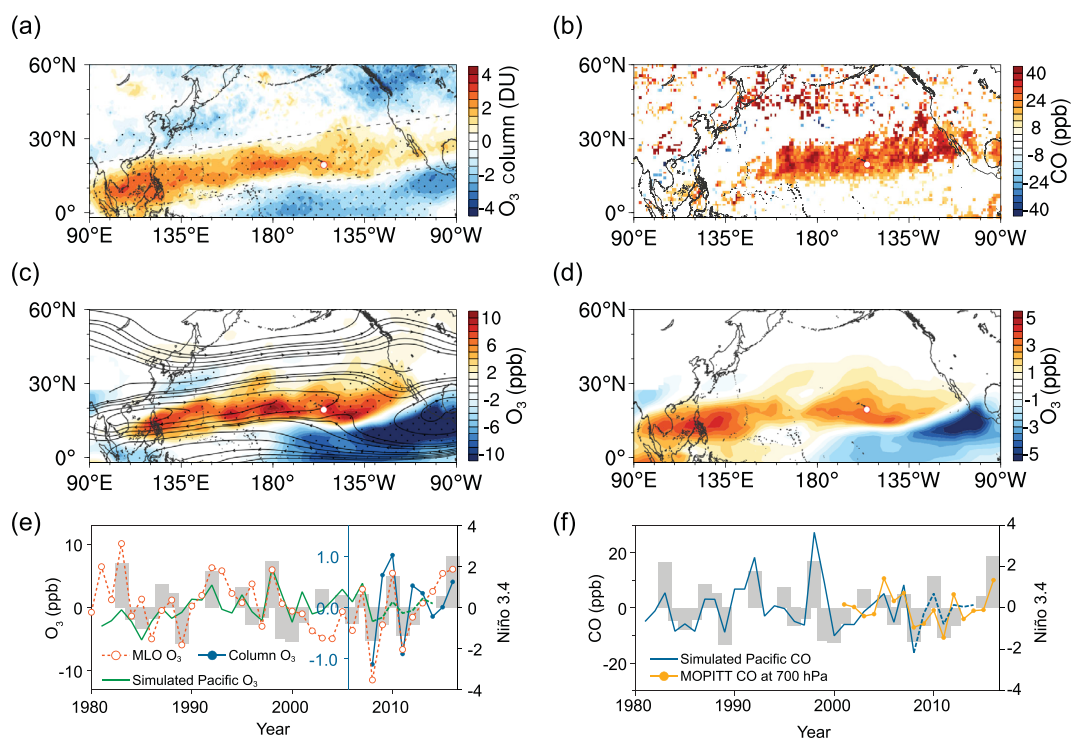 (a)
60°N
30°N
0°
90°E 135°E 180° 135°W 90°W
4
2
0
-2
-4
O₃ column (DU)
(b)
60°N
30°N
0°
90°E 135°E 180° 135°W 90°W
40
24
8
-8
-24
-40
CO (ppb)
(c)
60°N
30°N
0°
90°E 135°E 180° 135°W 90°W
10
6
2
-2
-6
-10
O₃ (ppb)
(d)
60°N
30°N
0°
90°E 135°E 180° 135°W 90°W
5
3
1
-1
-3
-5
O₃ (ppb)
(e)
10
0
-10
O₃ (ppb)
1.0
0.0
-1.0
4
2
0
-2
-4
Niño 3.4
MLO O₃
Column O₃
Simulated Pacific O₃
1980 1990 2000 2010
Year
(f)
20
0
-20
CO (ppb)
4
2
0
-2
-4
Niño 3.4
Simulated Pacific CO
MOPITT CO at 700 hPa
1980 1990 2000 2010
Year